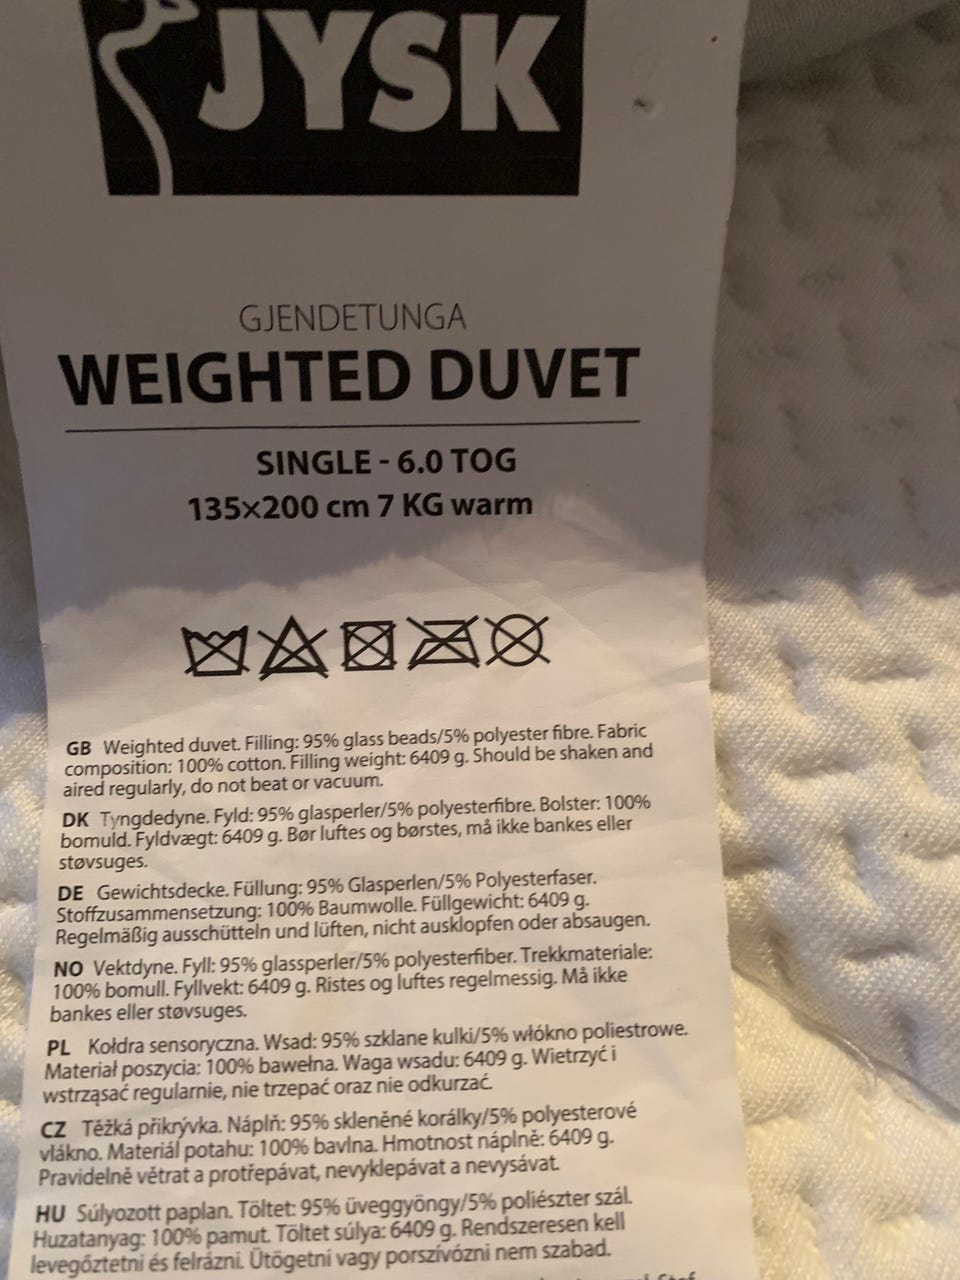 JYSK
GJENDETUNGA
WEIGHTED DUVET
SINGLE - 6.0 TOG
135×200 cm 7 KG warm
GB Weighted duvet. Filling: 95% glass beads/5% polyester fibre. Fabric
composition: 100% cotton. Filling weight: 6409 g. Should be shaken and
aired regularly, do not beat or vacuum.
DK Tyngdedyne. Fyld: 95% glasperler/5% polyesterfibre. Bolster: 100%
bomuld. Fyldvægt: 6409 g. Bør luftes og børstes, må ikke bankes eller
støvsuges.
DE Gewichtsdecke. Füllung: 95% Glasperlen/5% Polyesterfaser.
Stoffzusammensetzung: 100% Baumwolle. Füllgewicht: 6409 g.
Regelmäßig ausschütteln und lüften, nicht ausklopfen oder absaugen.
NO Vektdyne. Fyll: 95% glassperler/5% polyesterfiber. Trekkmateriale:
100% bomull. Fyllvekt: 6409 g. Ristes og luftes regelmessig. Må ikke
bankes eller støvsuges.
PL Kołdra sensoryczna. Wsad: 95% szklane kulki/5% włókno poliestrowe.
Materiał poszycia: 100% bawełna. Waga wsadu: 6409 g. Wietrzyć i
wstrząsać regularnie, nie trzepać oraz nie odkurzać.
CZ Těžká přikrývka. Náplň: 95% skleněné korálky/5% polyesterové
vlákno. Materiál potahu: 100% bavlna. Hmotnost náplně: 6409 g.
Pravidelně větrat a protřepávat, nevyklepávat a nevysávat.
HU Súlyozott paplan. Töltet: 95% üveggyöngy/5% poliészter szál.
Huzatanyag: 100% pamut. Töltet súlya: 6409 g. Rendszeresen kell
levegőztetni és felrázni. Ütögetni vagy porszívózni nem szabad.